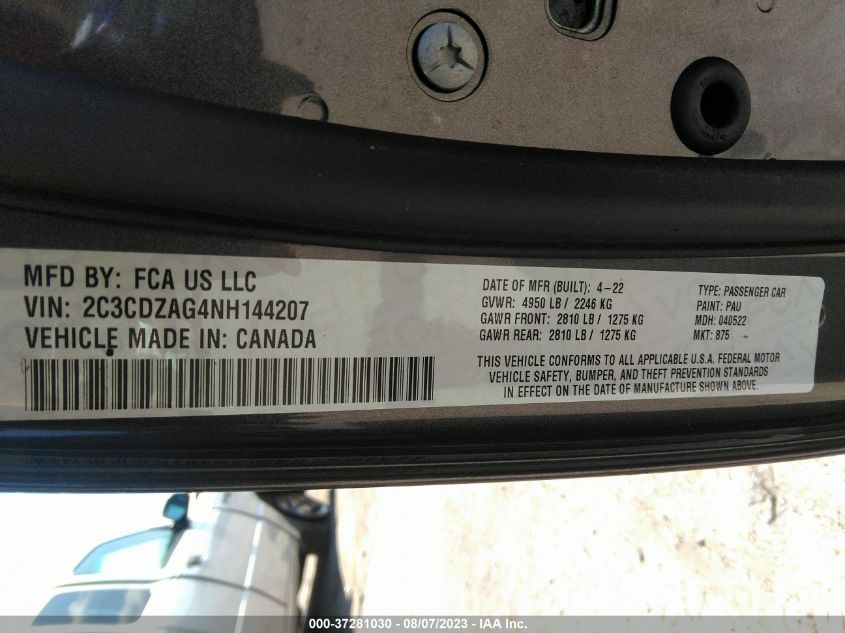 MFD BY: FCA US LLC
VIN: 2C3CDZAG4NH144207
VEHICLE MADE IN: CANADA
DATE OF MFR (BUILT): 4-22
GVWR: 4950 LB / 2246 KG
GAWR FRONT: 2810 LB / 1275 KG
GAWR REAR: 2810 LB / 1275 KG
TYPE: PASSENGER CAR
PAINT: PAU
MDH: 040522
MKT: 875
THIS VEHICLE CONFORMS TO ALL APPLICABLE U.S.A. FEDERAL MOTOR
VEHICLE SAFETY, BUMPER, AND THEFT PREVENTION STANDARDS
IN EFFECT ON THE DATE OF MANUFACTURE SHOWN ABOVE.
000-37281030 - 08/07/2023 - IAA Inc.